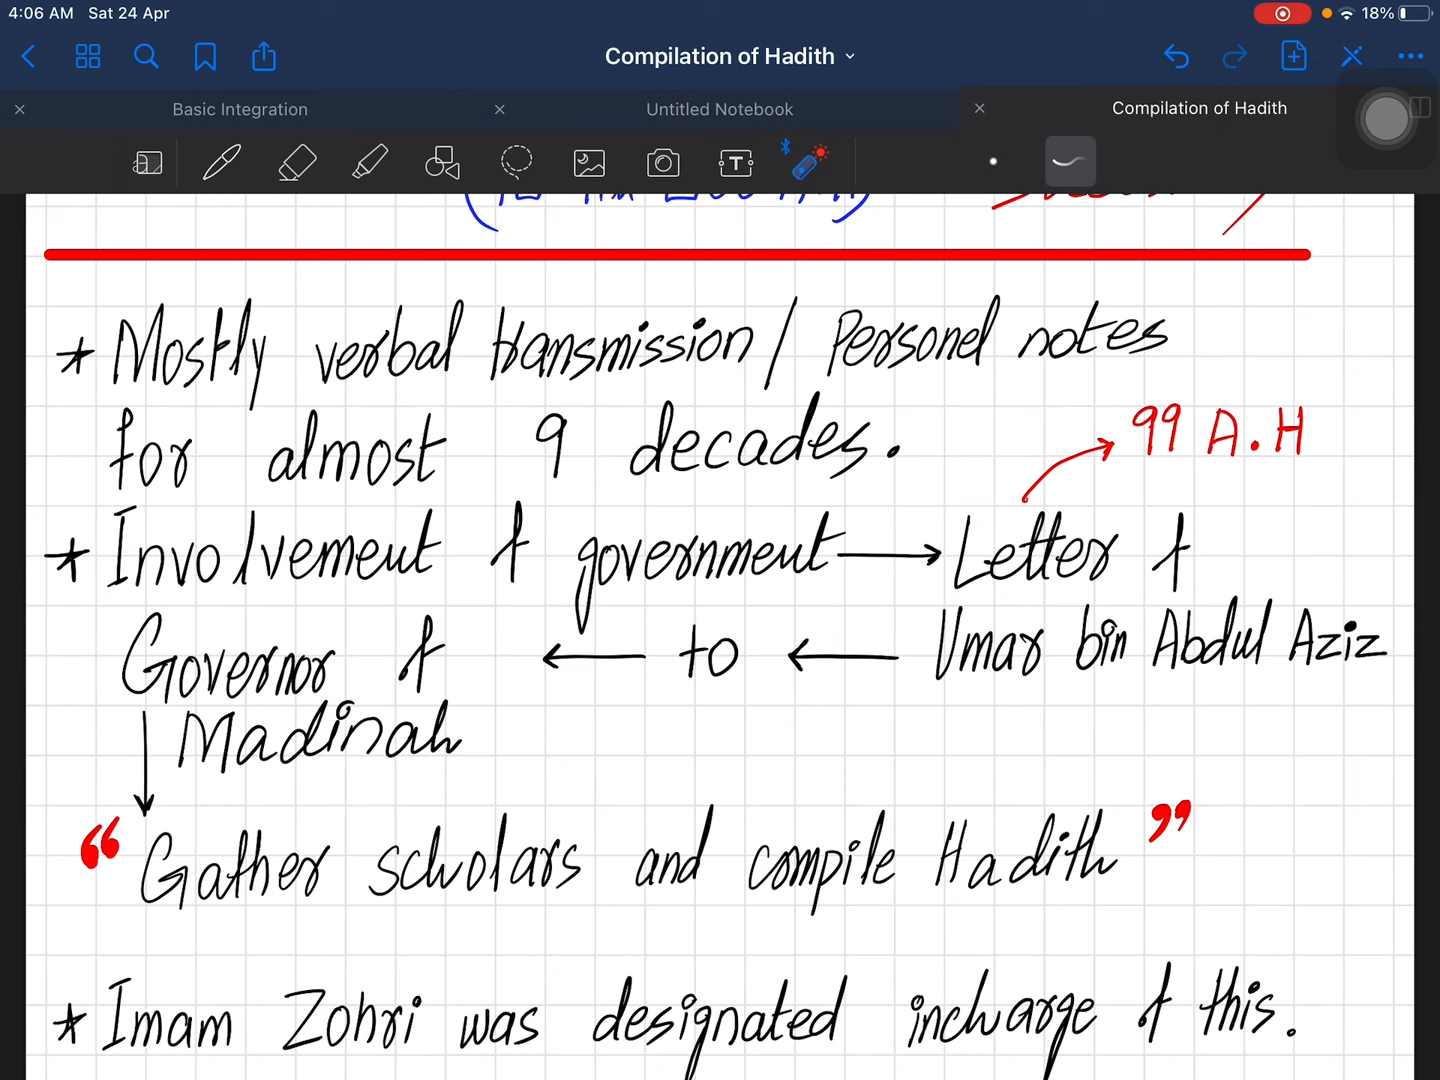 4:06 AM Sat 24 Apr
18%
Compilation of Hadith
Basic Integration
Untitled Notebook
Compilation of Hadith
* Mostly verbal transmission / Personel notes
for almost 9 decades.
99 A.H
* Involvement of government → Letter of
Governor of ← to ← Umar bin Abdul Aziz
↓ Madinah
“ Gather scholars and compile Hadith ”
* Imam Zohri was designated incharge of this.